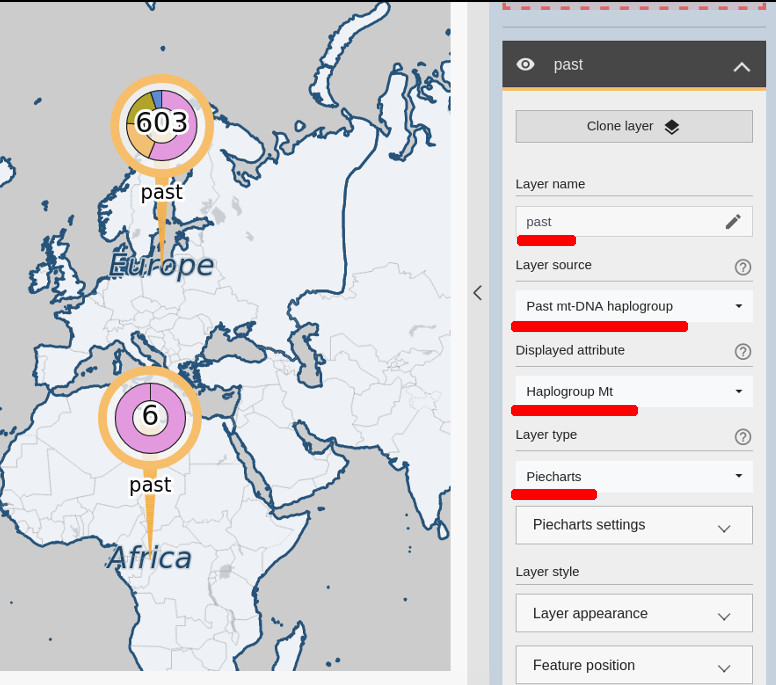 603
past
Europe
6
past
Africa
past
Clone layer
Layer name
past
Layer source
?
Past mt-DNA haplogroup
Displayed attribute
?
Haplogroup Mt
Layer type
?
Piecharts
Piecharts settings
Layer style
Layer appearance
Feature position